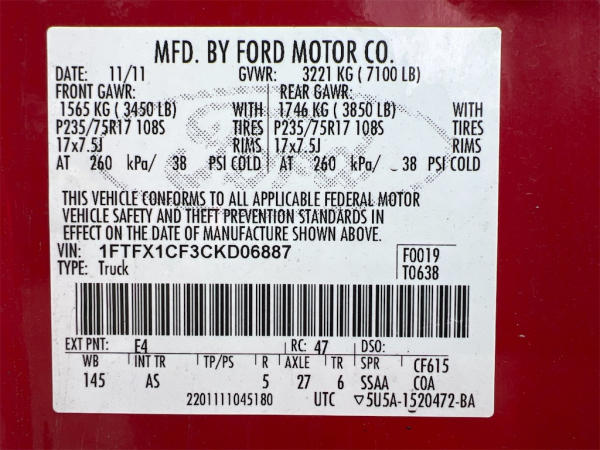 MFD. BY FORD MOTOR CO.
DATE: 11/11 GVWR: 3221 KG ( 7100 LB)
FRONT GAWR: REAR GAWR:
1565 KG ( 3450 LB) WITH 1746 KG ( 3850 LB) WITH
P235/75R17 108S TIRES P235/75R17 108S TIRES
17x7.5J RIMS 17x7.5J RIMS
AT 260 kPa/ 38 PSI COLD AT 260 kPa/ 38 PSI COLD
Ford
THIS VEHICLE CONFORMS TO ALL APPLICABLE FEDERAL MOTOR
VEHICLE SAFETY AND THEFT PREVENTION STANDARDS IN
EFFECT ON THE DATE OF MANUFACTURE SHOWN ABOVE.
VIN: 1FTFX1CF3CKD06887 F0019
TYPE: Truck T0638
EXT PNT: E4 RC: 47 DSO:
WB INT TR TP/PS R AXLE TR SPR CF615
145 AS 5 27 6 SSAA COA
2201111045180 UTC ▽5U5A-1520472-BA